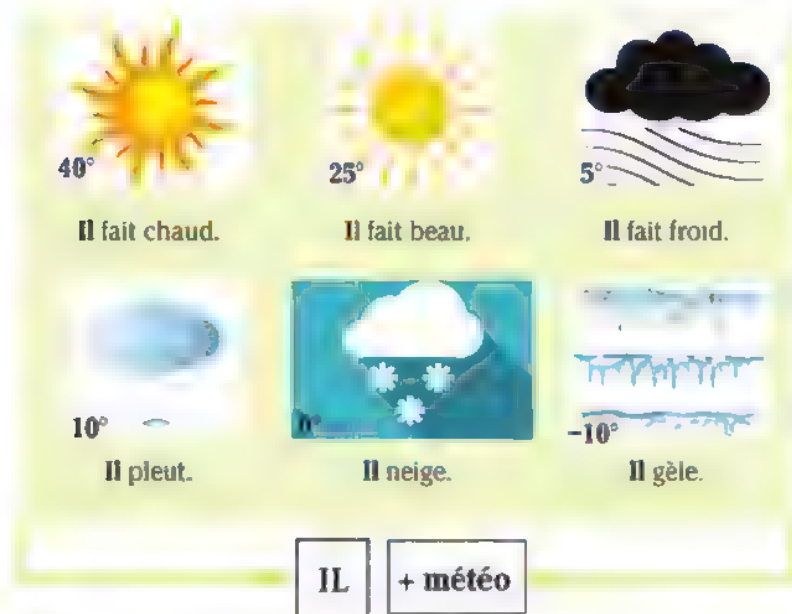 40° 25° 5°
Il fait chaud. Il fait beau. Il fait froid.
10° 0° -10°
Il pleut. Il neige. Il gèle.
IL + météo